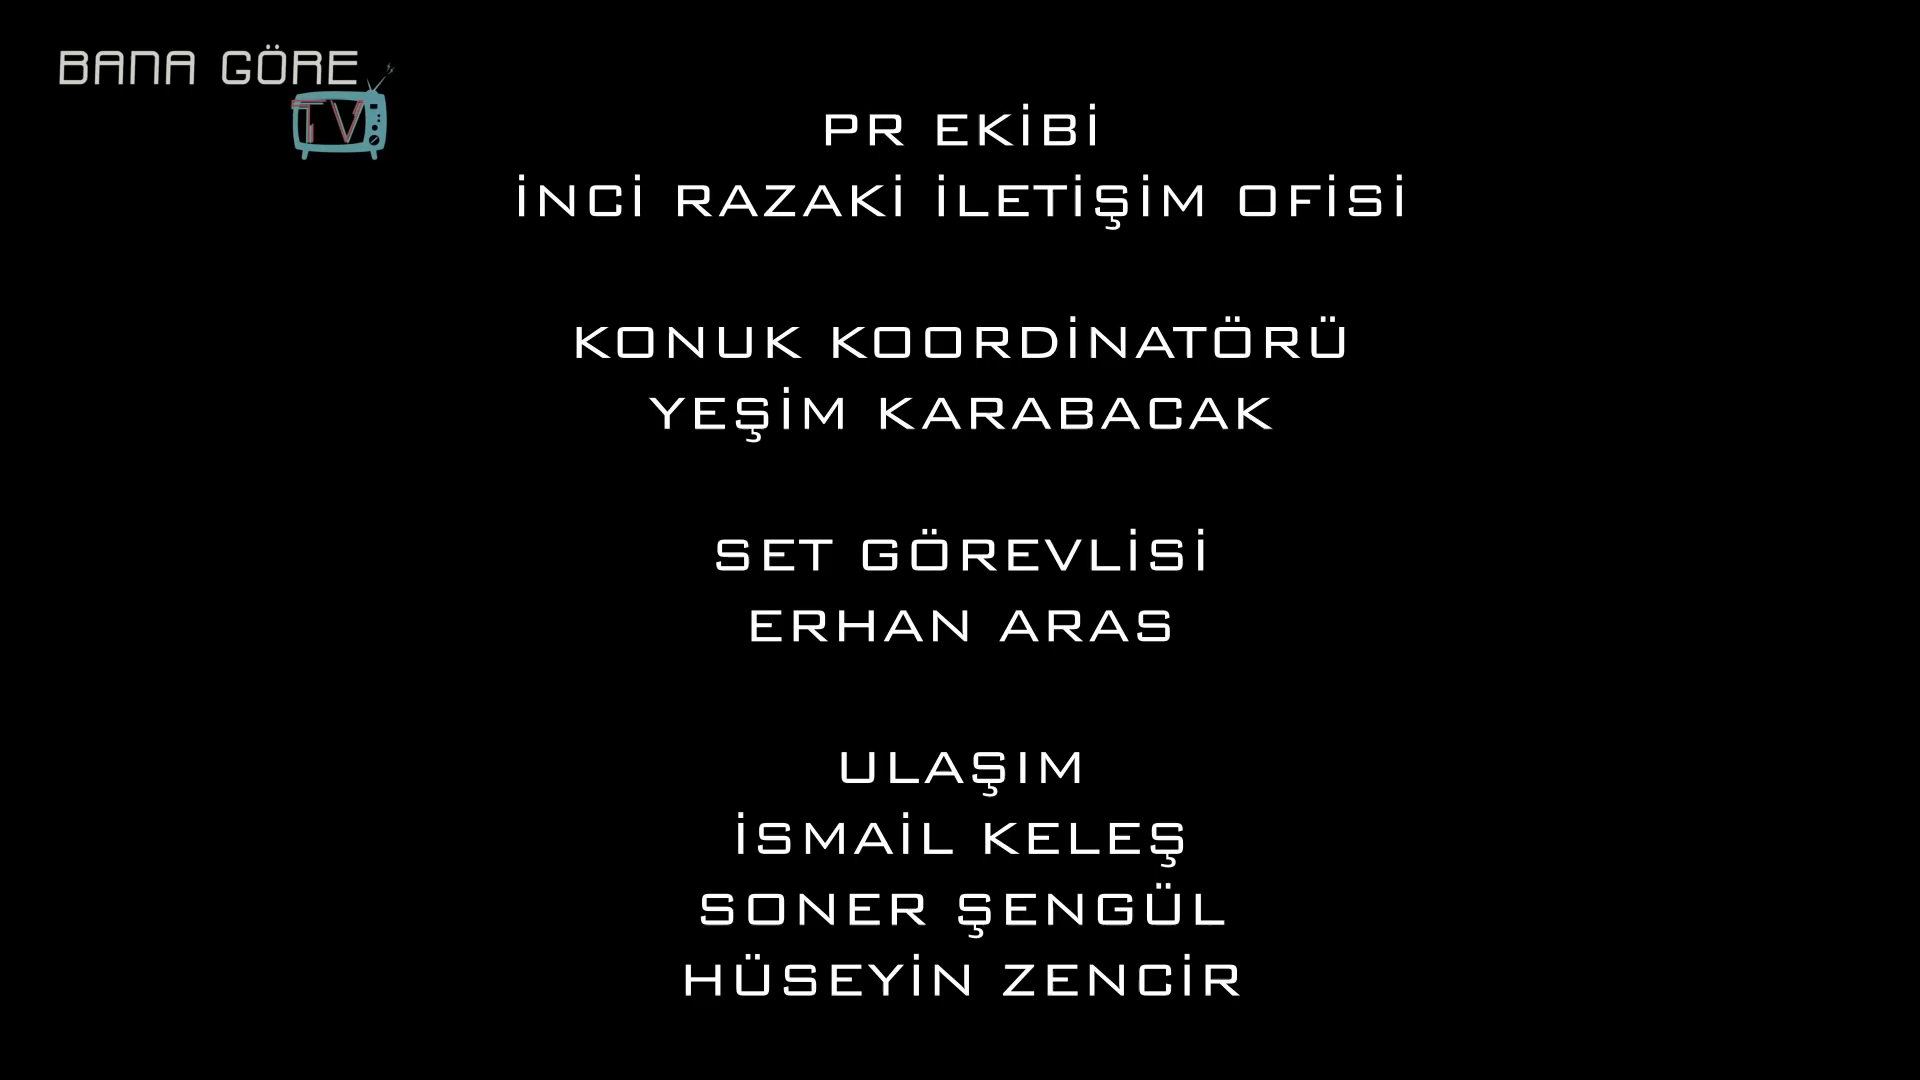 BANA GÖRE
TV
PR EKİBİ
İNCİ RAZAKİ İLETİŞİM OFİSİ
KONUK KOORDİNATÖRÜ
YEŞİM KARABACAK
SET GÖREVLİSİ
ERHAN ARAS
ULAŞIM
İSMAİL KELEŞ
SONER ŞENGÜL
HÜSEYİN ZENCİR